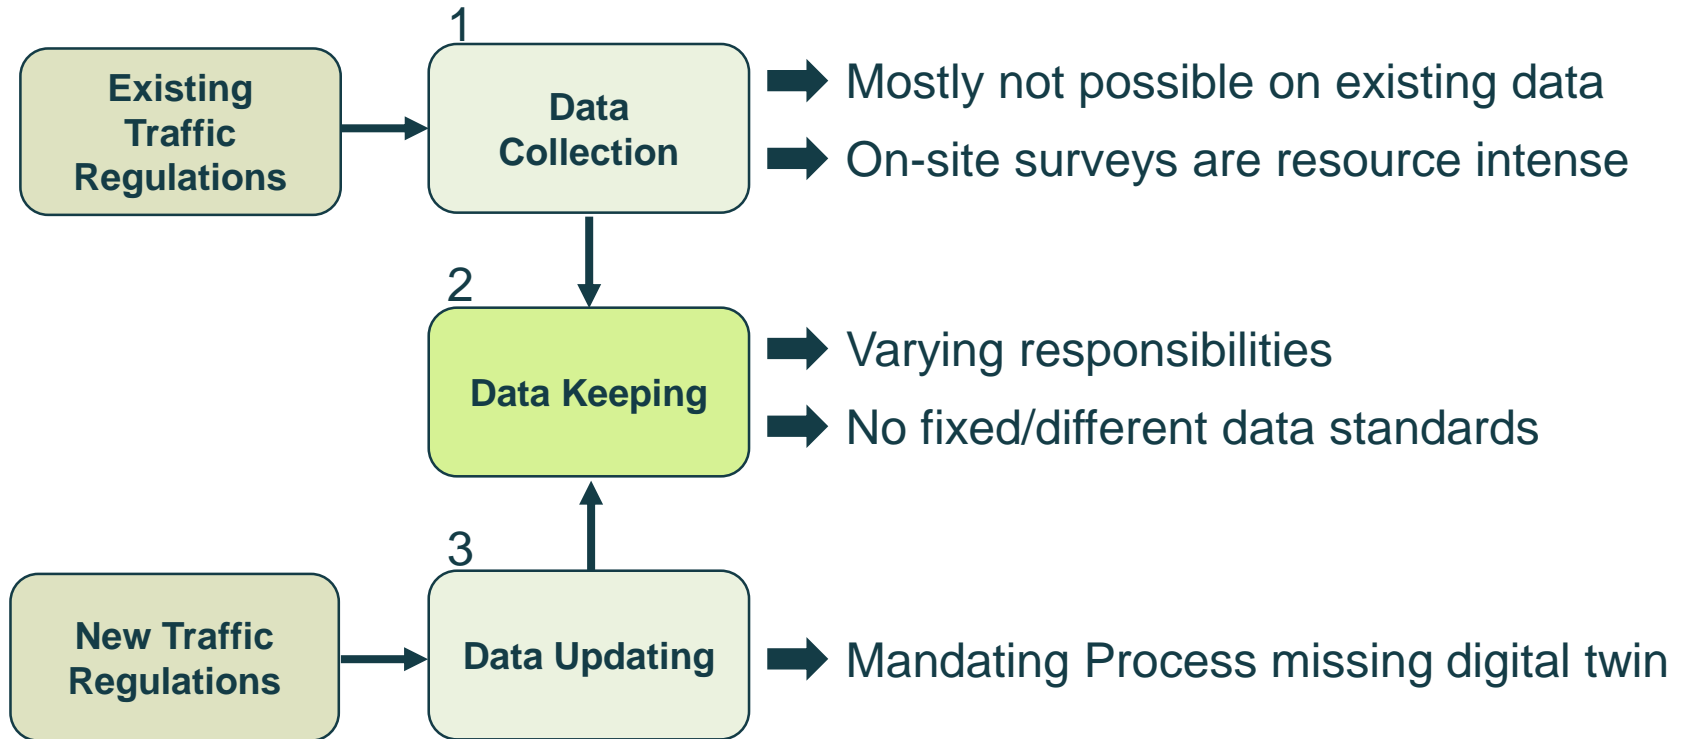 1
Existing
Traffic
Regulations
Data
Collection
Mostly not possible on existing data
On-site surveys are resource intense
2
Data Keeping
Varying responsibilities
No fixed/different data standards
3
New Traffic
Regulations
Data Updating
Mandating Process missing digital twin